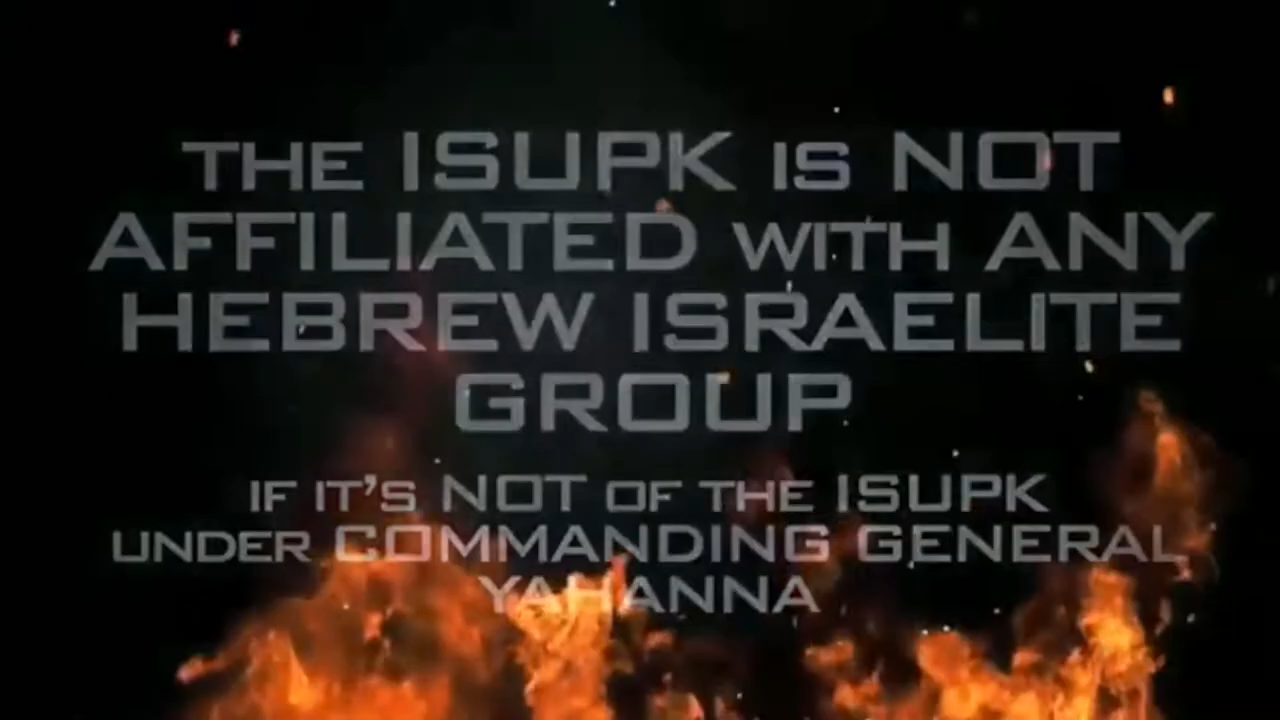 THE ISUPK IS NOT
AFFILIATED WITH ANY
HEBREW ISRAELITE
GROUP
IF IT'S NOT OF THE ISUPK
UNDER COMMANDING GENERAL
YAHANNA